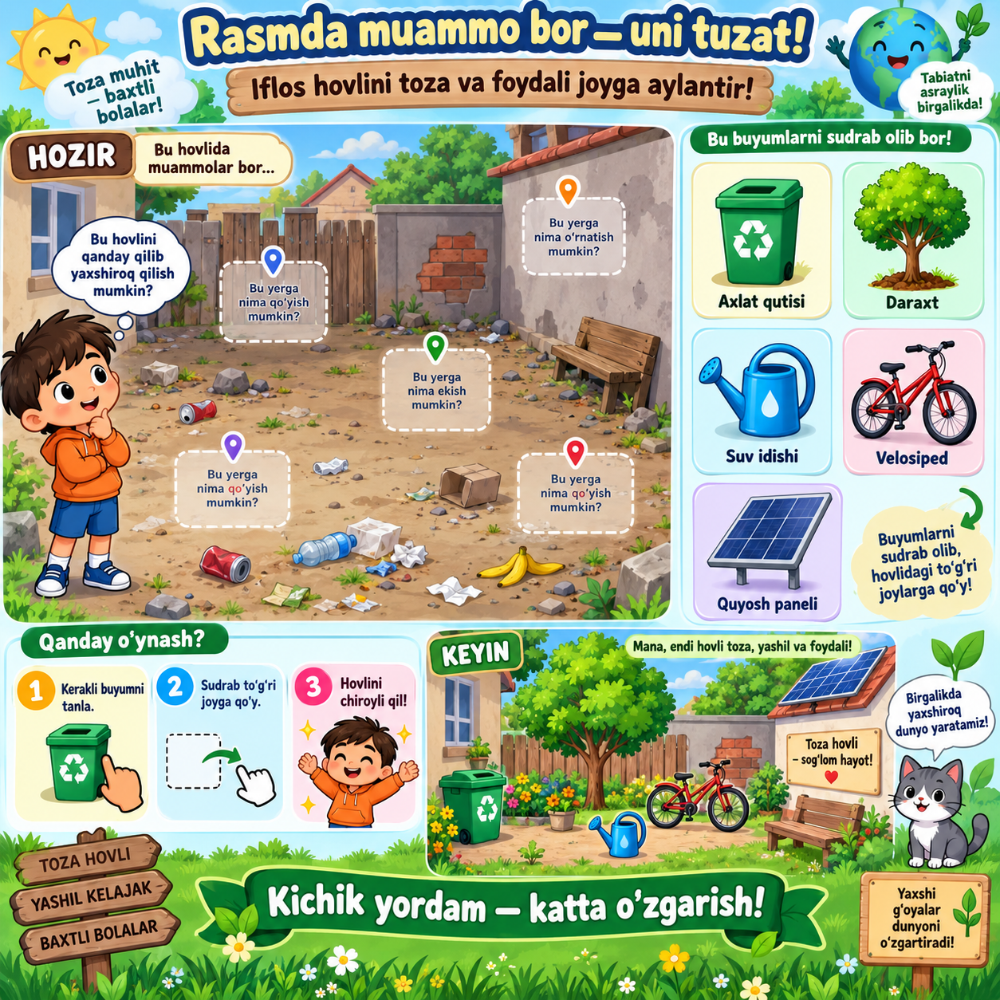 Rasmda muammo bor – uni tuzat!
Iflos hovlini toza va foydali joyga aylantir!
Toza muhit
– baxtli
bolalar!
Tabiatni
asraylik
birgalikda!
HOZIR
Bu hovlida
muammolar bor...
Bu hovlini
qanday qilib
yaxshiroq qilish
mumkin?
Bu yerga
nima qo'yish
mumkin?
Bu yerga
nima o'rnatish
mumkin?
Bu yerga
nima ekish
mumkin?
Bu yerga
nima qo'yish
mumkin?
Bu yerga
nima qo'yish
mumkin?
Bu buyumlarni sudrab olib bor!
Axlat qutisi
Daraxt
Suv idishi
Velosiped
Quyosh paneli
Buyumlarni
sudrab olib,
hovlidagi to'g'ri
joylarga qo'y!
Qanday o'ynash?
1
Kerakli buyumni
tanla.
2
Sudrab to'g'ri
joyga qo'y.
3
Hovlini
chiroyli qil!
KEYIN
Mana, endi hovli toza, yashil va foydali!
Toza hovli
– sog'lom hayot!
Birgalikda
yaxshiroq
dunyo yaratamiz!
TOZA HOVLI
YASHIL KELAJAK
BAXTLI BOLALAR
Kichik yordam – katta o'zgarish!
Yaxshi
g'oyalar
dunyoni
o'zgartiradi!